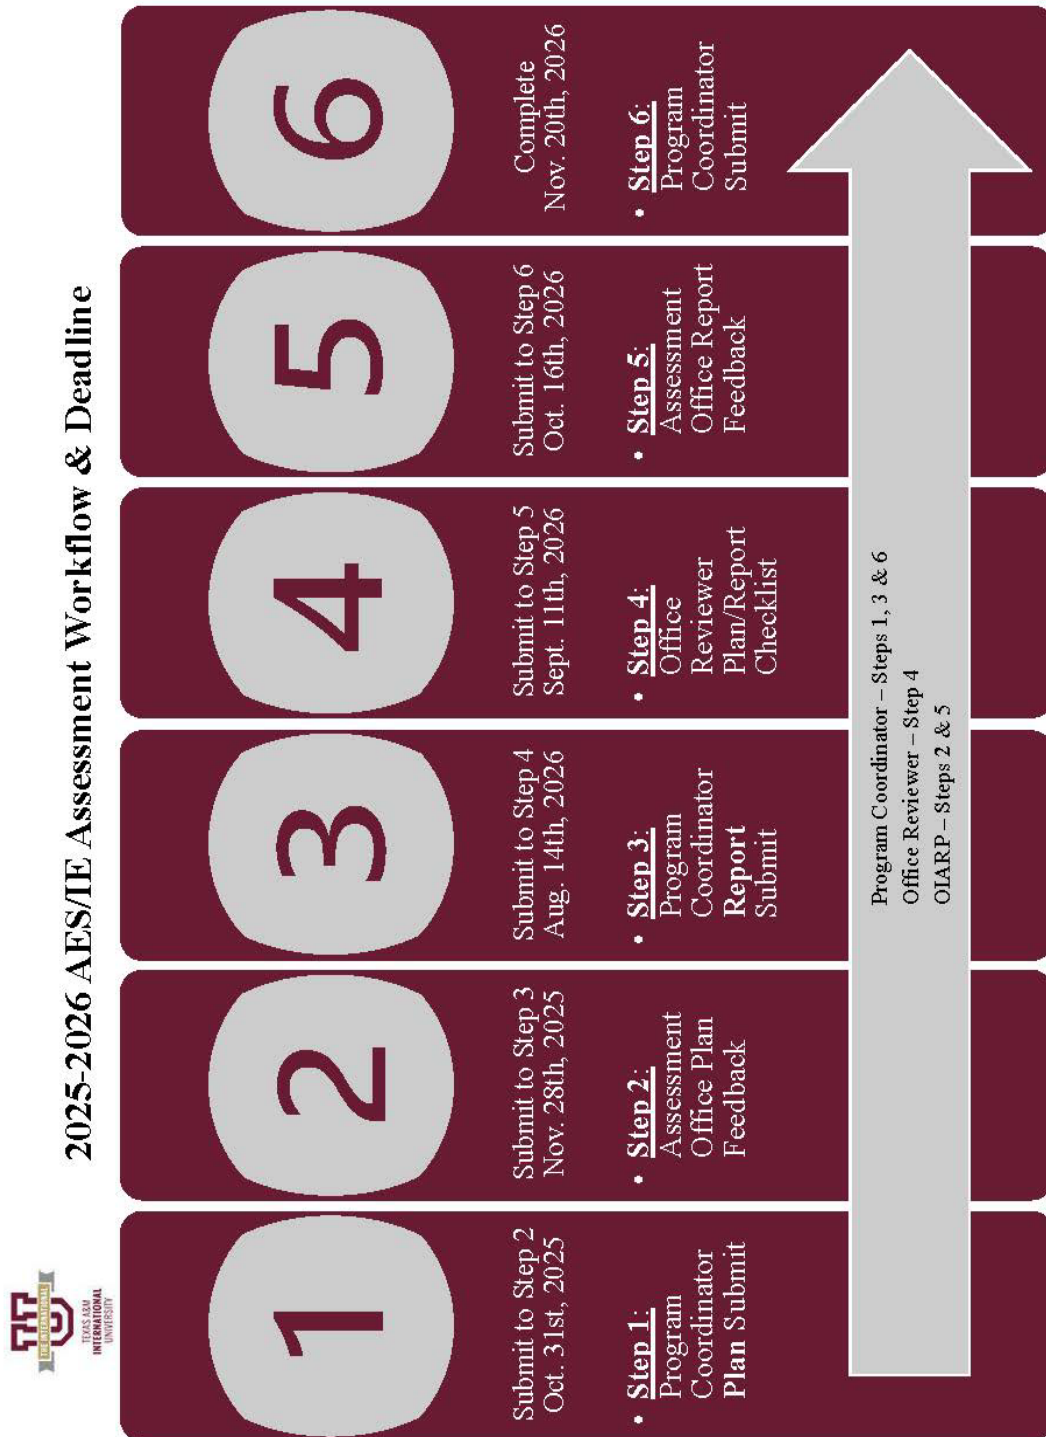 TEXAS A&M
INTERNATIONAL
UNIVERSITY
2025-2026 AES/IE Assessment Workflow & Deadline
1
Submit to Step 2
Oct. 31st, 2025
• Step 1:
Program
Coordinator
Plan Submit
2
Submit to Step 3
Nov. 28th, 2025
• Step 2:
Assessment
Office Plan
Feedback
3
Submit to Step 4
Aug. 14th, 2026
• Step 3:
Program
Coordinator
Report
Submit
4
Submit to Step 5
Sept. 11th, 2026
• Step 4:
Office
Reviewer
Plan/Report
Checklist
5
Submit to Step 6
Oct. 16th, 2026
• Step 5:
Assessment
Office Report
Feedback
6
Complete
Nov. 20th, 2026
• Step 6:
Program
Coordinator
Submit
Program Coordinator – Steps 1, 3 & 6
Office Reviewer – Step 4
OIARP – Steps 2 & 5